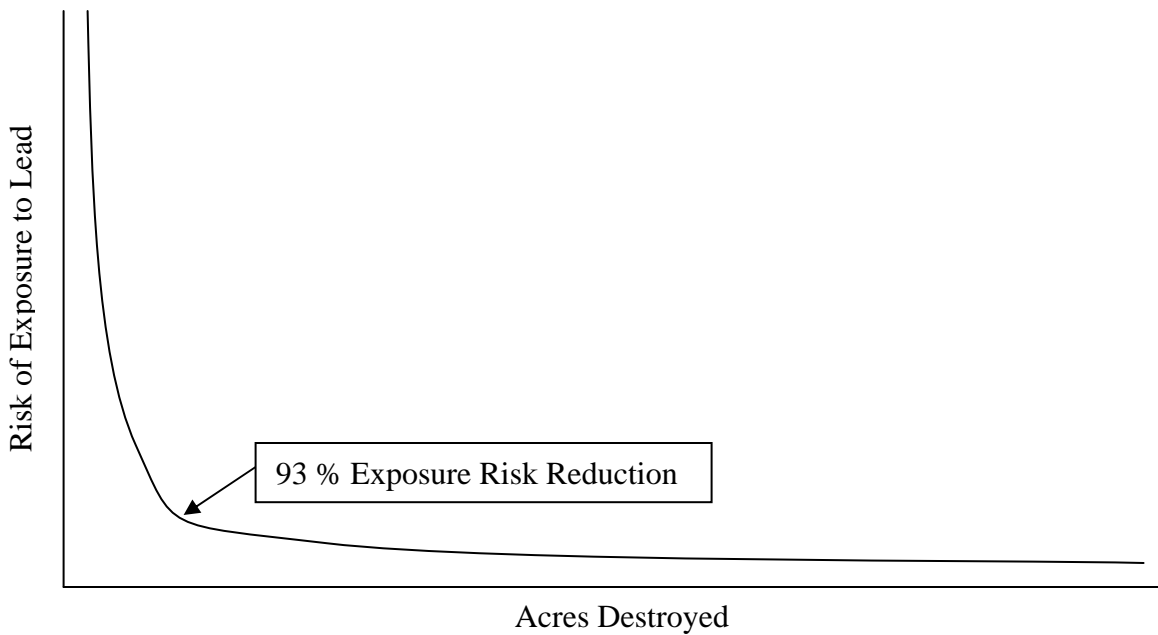 Risk of Exposure to Lead
93 % Exposure Risk Reduction
Acres Destroyed